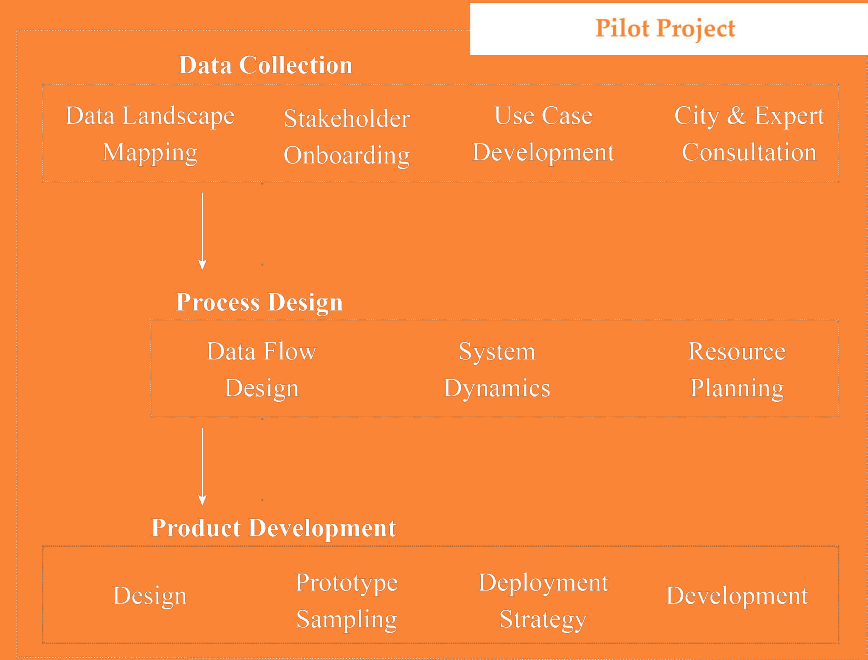 Pilot Project
Data Collection
Data Landscape
Mapping
Stakeholder
Onboarding
Use Case
Development
City & Expert
Consultation
Process Design
Data Flow
Design
System
Dynamics
Resource
Planning
Product Development
Design
Prototype
Sampling
Deployment
Strategy
Development